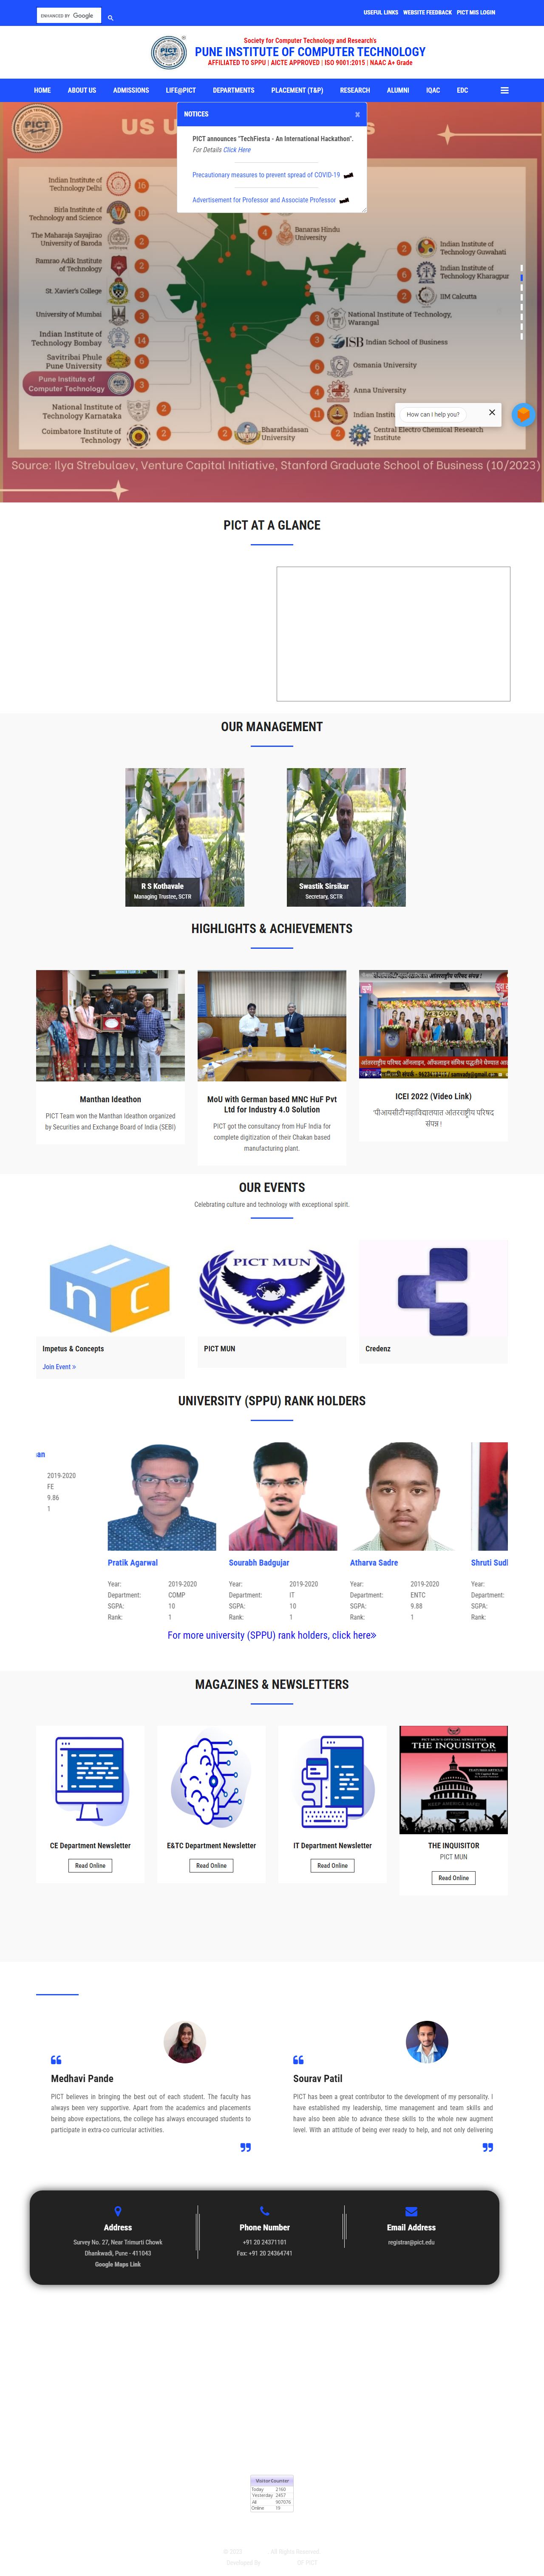 ENHANCED BY Google
USEFUL LINKS WEBSITE FEEDBACK PICT MIS LOGIN
Society for Computer Technology and Research's
PUNE INSTITUTE OF COMPUTER TECHNOLOGY
AFFILIATED TO SPPU | AICTE APPROVED | ISO 9001:2015 | NAAC A+ Grade
HOME ABOUT US ADMISSIONS LIFE@PICT DEPARTMENTS PLACEMENT (T&P) RESEARCH ALUMNI IQAC EDC
NOTICES x
PICT announces "TechFiesta - An International Hackathon".
For Details Click Here
Precautionary measures to prevent spread of COVID-19
Advertisement for Professor and Associate Professor
US U
Indian Institute of
Technology Delhi
16
Birla Institute of
Technology and Science
10
The Maharaja Sayajirao
University of Baroda
4
Ramrao Adik Institute
of Technology
3
St. Xavier's College
3
University of Mumbai
13
Indian Institute of
Technology Bombay
14
Savitribai Phule
Pune University
6
Pune Institute of
Computer Technology
3
National Institute of
Technology Karnataka
4
Coimbatore Institute of
Technology
3
4
Banaras Hindu
University
Indian Institute of
Technology Guwahati
Indian Institute of
Technology Kharagpur
IIM Calcutta
3
National Institute of Technology,
Warangal
ISB Indian School of Business
6
Osmania University
4
Anna University
11
Bharathidasan
University
Central Electro Chemical Research
Institute
Source: Ilya Strebulaev, Venture Capital Initiative, Stanford Graduate School of Business (10/2023)
How can I help you?
PICT AT A GLANCE
OUR MANAGEMENT
R S Kothavale
Managing Trustee, SCTR
Swastik Sirsikar
Secretary, SCTR
HIGHLIGHTS & ACHIEVEMENTS
Manthan Ideathon
PICT Team won the Manthan Ideathon organized
by Securities and Exchange Board of India (SEBI)
MoU with German based MNC HuF Pvt
Ltd for Industry 4.0 Solution
PICT got the consultancy from HuF India for
complete digitization of their Chakan based
manufacturing plant.
ICEI 2022 (Video Link)
'पीआयसीटी'महाविद्यालयात आंतरराष्ट्रीय परिषद
संपन्न !
OUR EVENTS
Celebrating culture and technology with exceptional spirit.
Impetus & Concepts
Join Event »
PICT MUN
PICT MUN
Credenz
UNIVERSITY (SPPU) RANK HOLDERS
an
2019-2020
FE
9.86
1
Pratik Agarwal
Year: 2019-2020
Department: COMP
SGPA: 10
Rank: 1
Sourabh Badgujar
Year: 2019-2020
Department: IT
SGPA: 10
Rank: 1
Atharva Sadre
Year: 2019-2020
Department: ENTC
SGPA: 9.88
Rank: 1
Shruti Sudh
Year:
Department:
SGPA:
Rank:
For more university (SPPU) rank holders, click here»
MAGAZINES & NEWSLETTERS
CE Department Newsletter
Read Online
E&TC Department Newsletter
Read Online
IT Department Newsletter
Read Online
PICT MUN'S OFFICIAL NEWSLETTER
THE INQUISITOR
THE INQUISITOR
PICT MUN
Read Online
Medhavi Pande
PICT believes in bringing the best out of each student. The faculty has
always been very supportive. Apart from the academics and placements
being above expectations, the college has always encouraged students to
participate in extra-co curricular activities.
Sourav Patil
PICT has been a great contributor to the development of my personality. I
have established my leadership, time management and team skills and
have also been able to advance these skills to the whole new augment
level. With an attitude of being ever ready to help, and not only delivering
Address
Survey No. 27, Near Trimurti Chowk
Dhankwadi, Pune - 411043
Google Maps Link
Phone Number
+91 20 24371101
Fax: +91 20 24364741
Email Address
registrar@pict.edu
VisitorCounter
Today 2160
Yesterday 2457
All 907076
Online 19
All Rights Reserved
Developed By